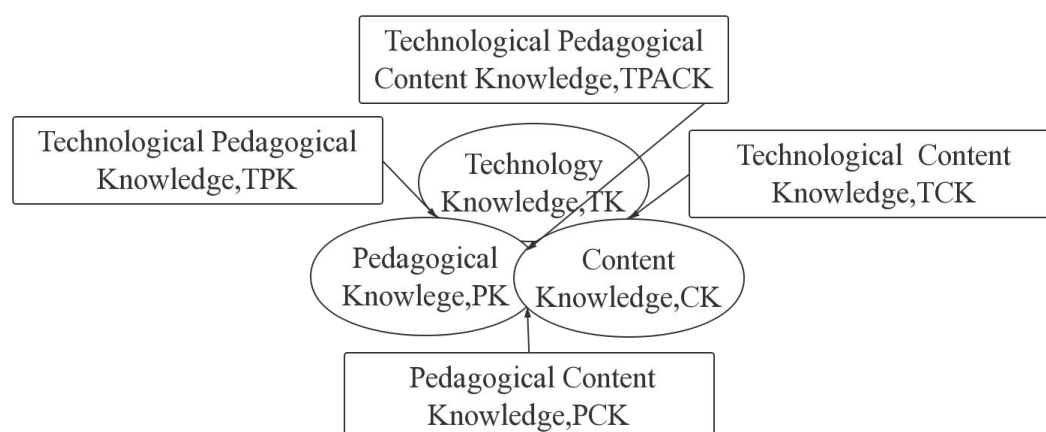 Technological Pedagogical
Content Knowledge,TPACK
Technological Pedagogical
Knowledge,TPK
Technology
Knowledge,TK
Technological  Content
Knowledge,TCK
Pedagogical
Knowlege,PK
Content
Knowledge,CK
Pedagogical Content
Knowledge,PCK